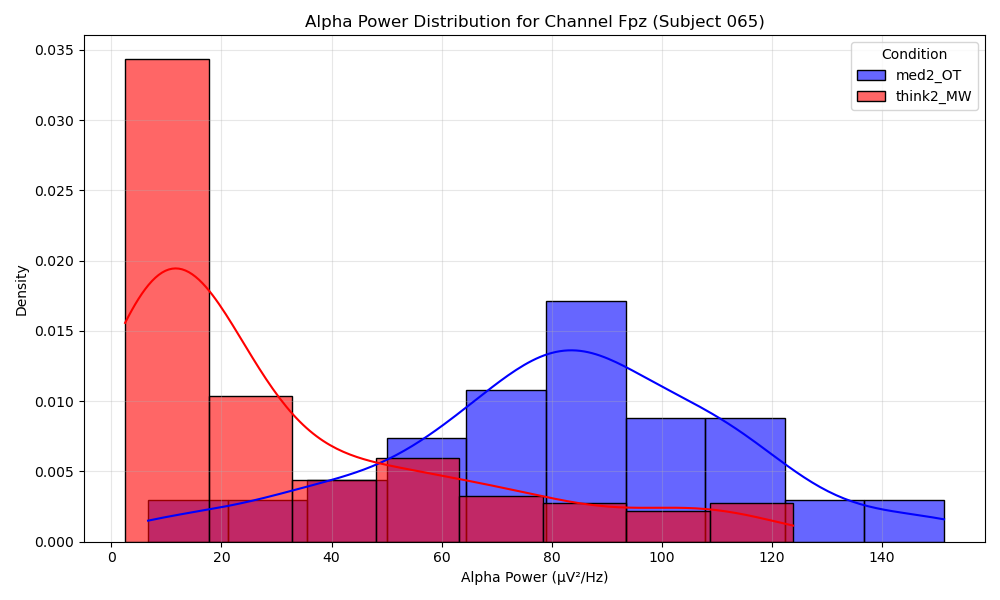 Alpha Power Distribution for Channel Fpz (Subject 065)
Condition
med2_OT
think2_MW
Density
0.035
0.030
0.025
0.020
0.015
0.010
0.005
0.000
0 20 40 60 80 100 120 140
Alpha Power (μV²/Hz)